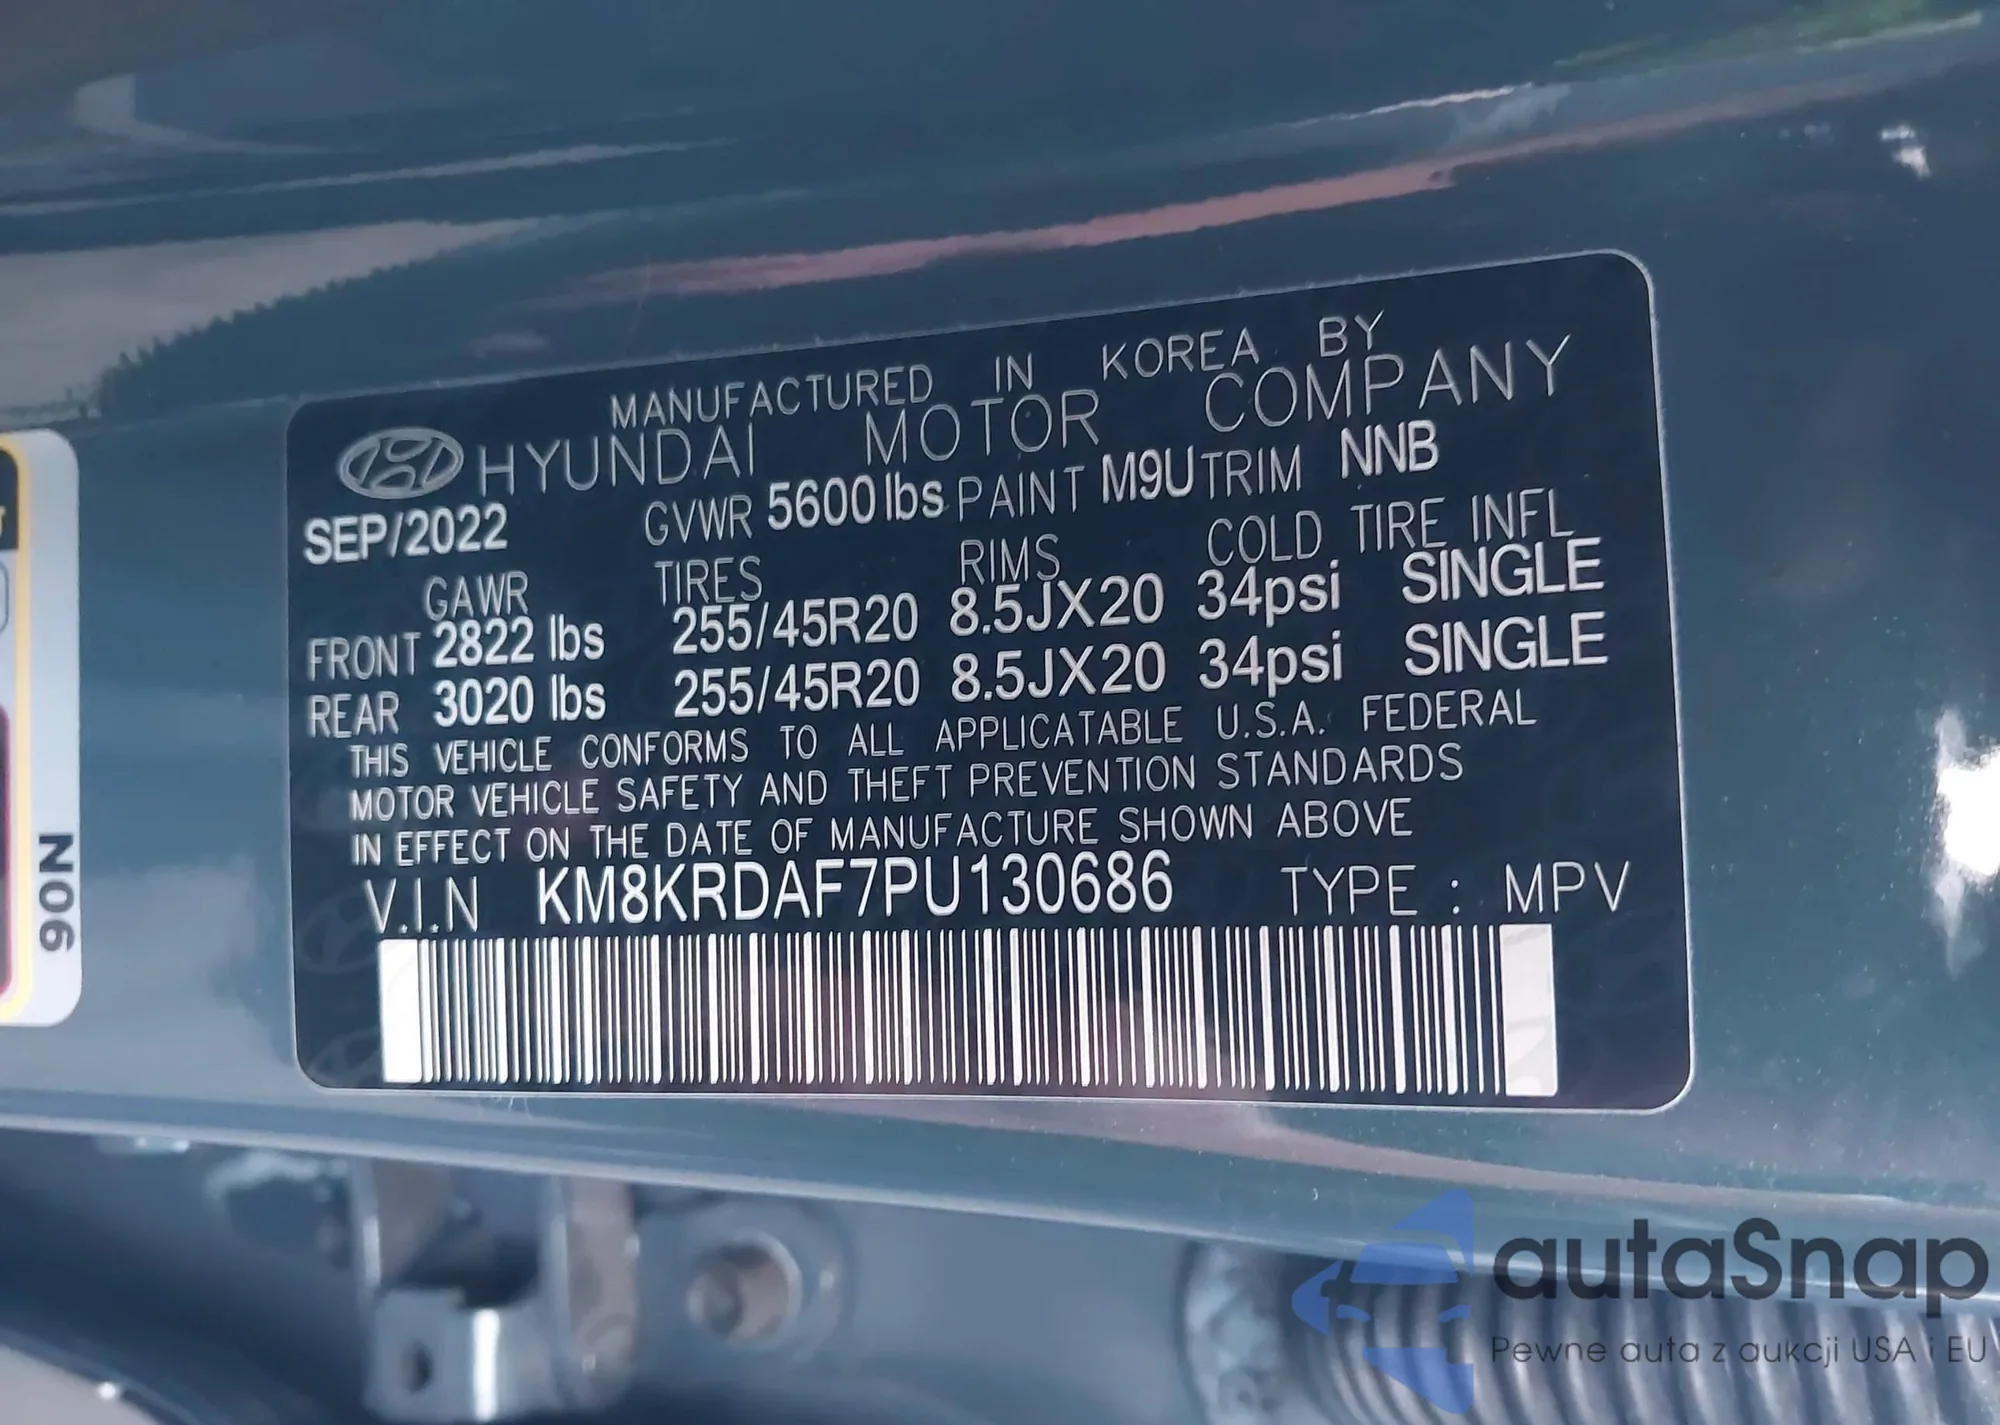 MANUFACTURED IN KOREA BY
HYUNDAI MOTOR COMPANY
SEP/2022 GVWR 5600 lbs PAINT M9U TRIM NNB
GAWR TIRES RIMS COLD TIRE INFL
FRONT 2822 lbs 255/45R20 8.5JX20 34psi SINGLE
REAR 3020 lbs 255/45R20 8.5JX20 34psi SINGLE
THIS VEHICLE CONFORMS TO ALL APPLICATABLE U.S.A. FEDERAL
MOTOR VEHICLE SAFETY AND THEFT PREVENTION STANDARDS
IN EFFECT ON THE DATE OF MANUFACTURE SHOWN ABOVE
V.I.N KM8KRDAF7PU130686 TYPE : MPV
90N
autaSnap
Pewne auta z aukcji USA i EU